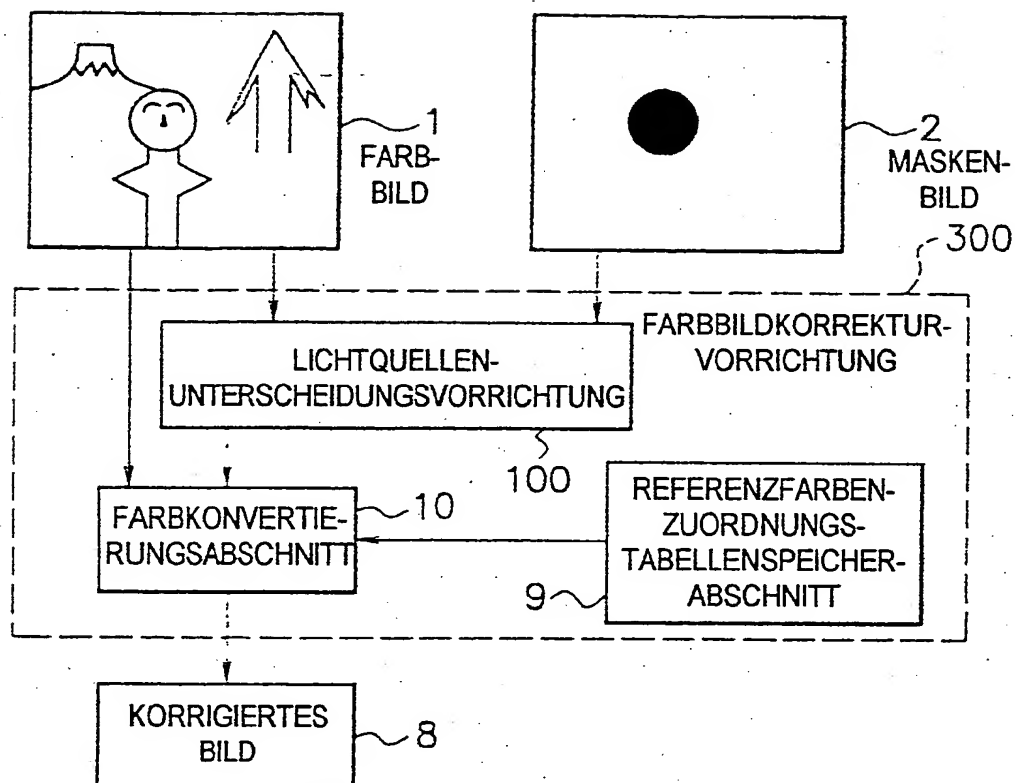 1
FARB-
BILD
2
MASKEN-
BILD
300
FARBBILDKORREKTUR-
VORRICHTUNG
LICHTQUELLEN-
UNTERSCHEIDUNGSVORRICHTUNG
100
FARBKONVERTIE-
RUNGSABSCHNITT
10
REFERENZFARBEN-
ZUORDNUNGS-
TABELLENSPEICHER-
ABSCHNITT
9
KORRIGIERTES
BILD
8